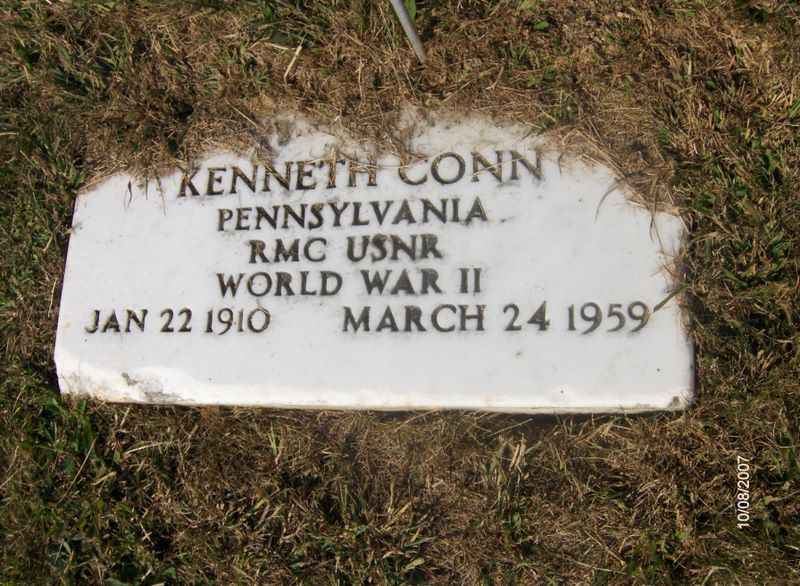 KENNETH CONN
PENNSYLVANIA
RMC USNR
WORLD WAR II
JAN 22 1910 MARCH 24 1959
10/08/2007